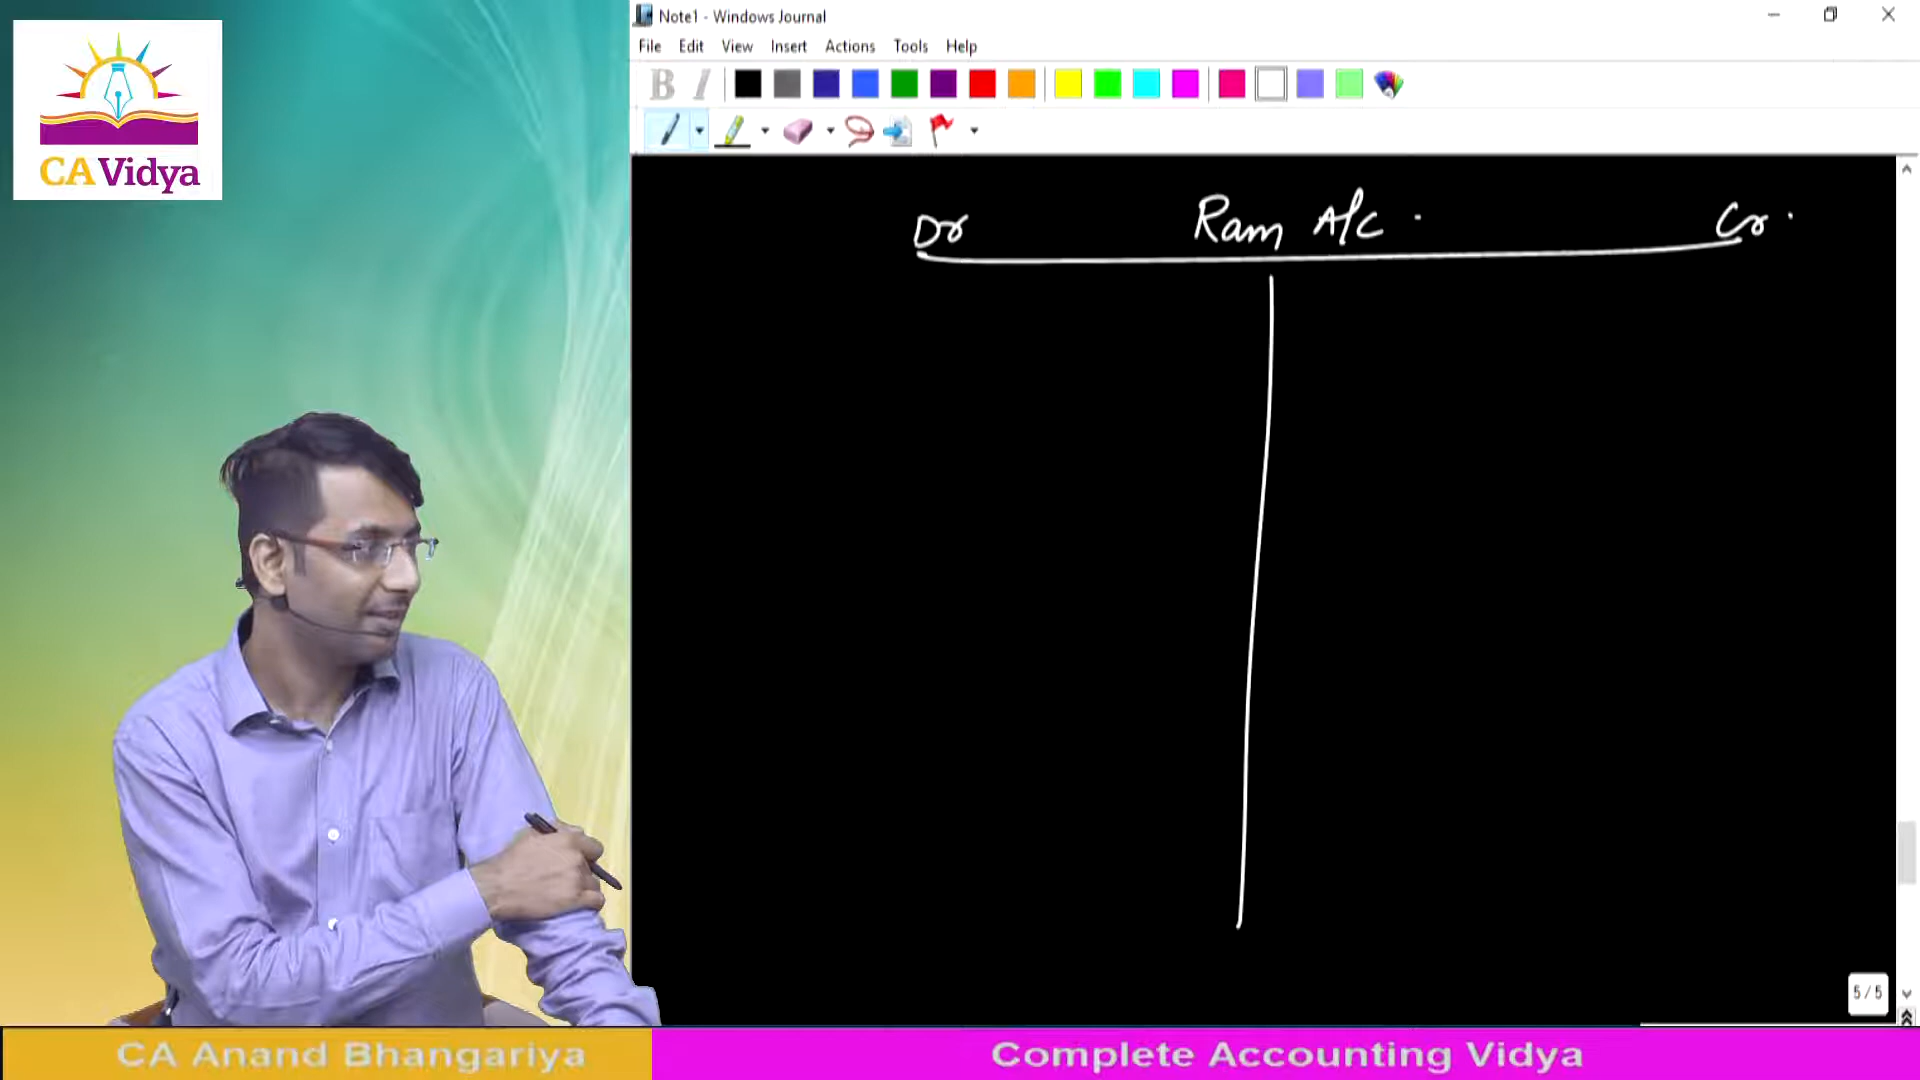 Note1 - Windows Journal
File Edit View Insert Actions Tools Help
B I
CA Vidya
Dr Ram A/C . Cr .
5 / 5
CA Anand Bhangariya
Complete Accounting Vidya